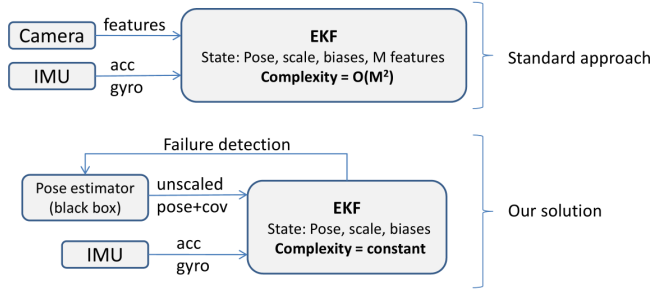 Camera
features
IMU
acc
gyro
EKF
State: Pose, scale, biases, M features
Complexity = O(M²)
Standard approach
Failure detection
Pose estimator
(black box)
unscaled
pose+cov
IMU
acc
gyro
EKF
State: Pose, scale, biases
Complexity = constant
Our solution